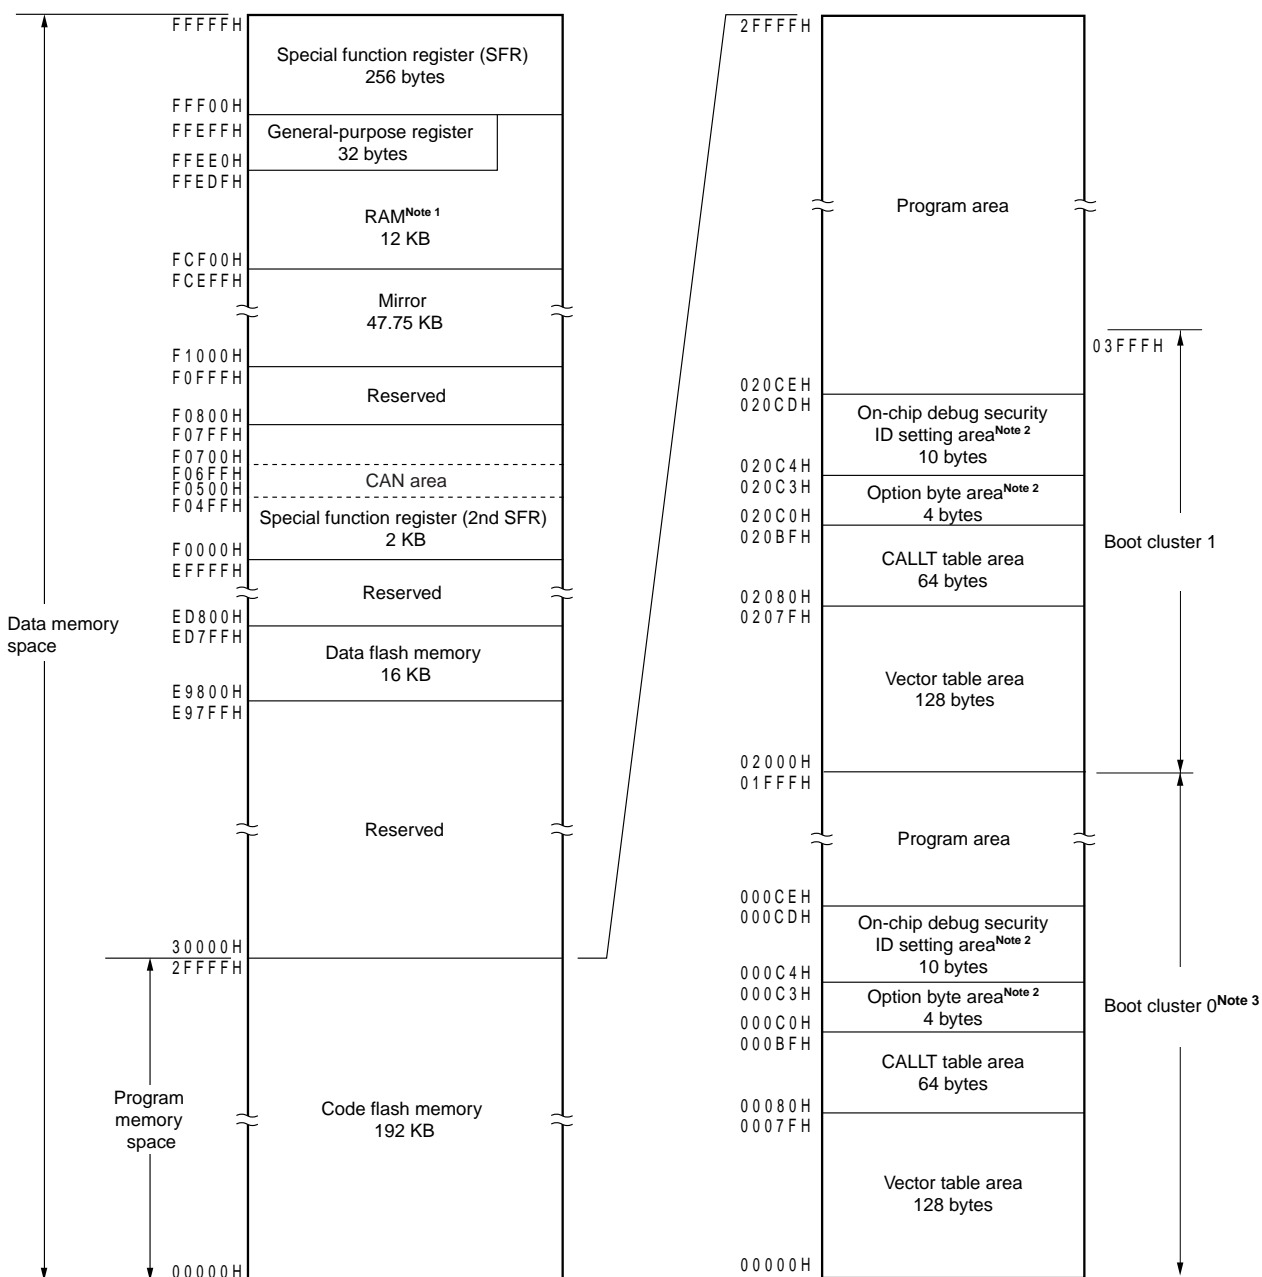 FFFFFH
Special function register (SFR)
256 bytes
FFF00H
FFEFFH
General-purpose register
32 bytes
FFEE0H
FFEDFH
RAMNote 1
12 KB
FCF00H
FCEFFH
Mirror
47.75 KB
F1000H
F0FFFH
Reserved
F0800H
F07FFH
F0700H
F06FFH
CAN area
F0500H
F04FFH
Special function register (2nd SFR)
2 KB
F0000H
EFFFFH
Reserved
ED800H
ED7FFH
Data flash memory
16 KB
E9800H
E97FFH
Reserved
30000H
2FFFFH
Code flash memory
192 KB
00000H
Data memory
space
Program
memory
space
2FFFFH
Program area
03FFFH
020CEH
020CDH
On-chip debug security
ID setting areaNote 2
10 bytes
020C4H
020C3H
Option byte areaNote 2
4 bytes
020C0H
020BFH
CALLT table area
64 bytes
02080H
0207FH
Vector table area
128 bytes
02000H
01FFFH
Boot cluster 1
Program area
000CEH
000CDH
On-chip debug security
ID setting areaNote 2
10 bytes
000C4H
000C3H
Option byte areaNote 2
4 bytes
000C0H
000BFH
CALLT table area
64 bytes
00080H
0007FH
Vector table area
128 bytes
00000H
Boot cluster 0Note 3